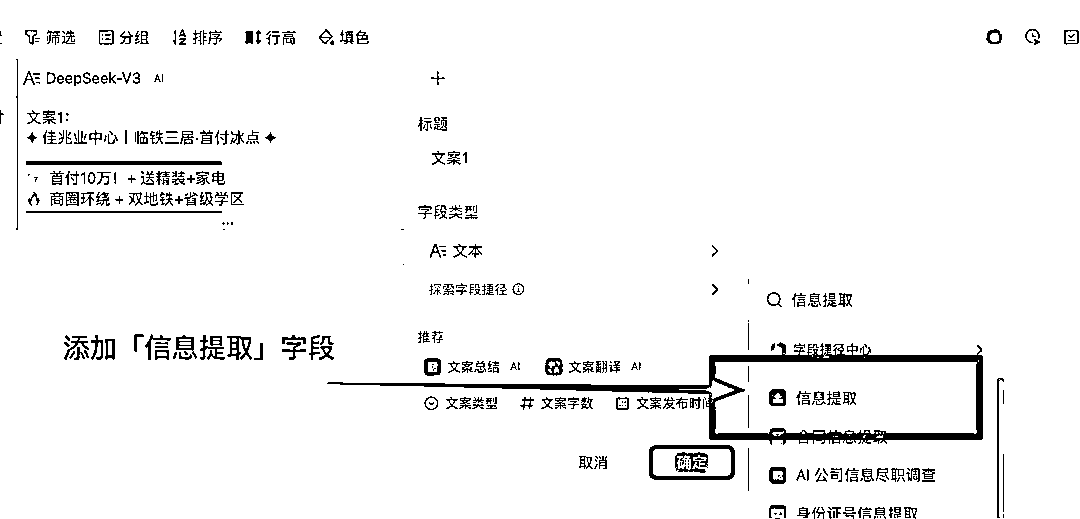 筛选 分组 排序 行高 填色
DeepSeek-V3 AI
文案1:
✦ 佳兆业中心丨临铁三居·首付冰点 ✦
首付10万! + 送精装+家电
商圈环绕 + 双地铁+省级学区
...
标题
文案1
字段类型
文本
探索字段捷径
推荐
文案总结 AI 文案翻译 AI
文案类型 文案字数 文案发布时间
取消 确定
信息提取
字段捷径中心
信息提取
合同信息提取
AI 公司信息尽职调查
身份证号信息提取
添加「信息提取」字段